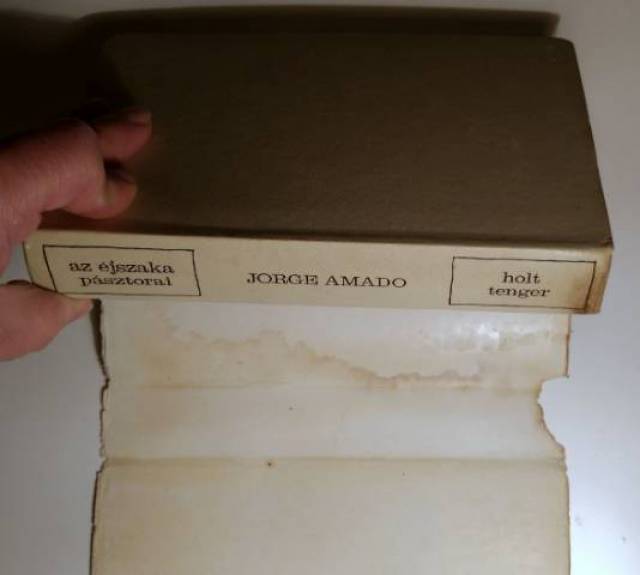 az éjszaka
pásztorai
JORGE AMADO
holt
tenger